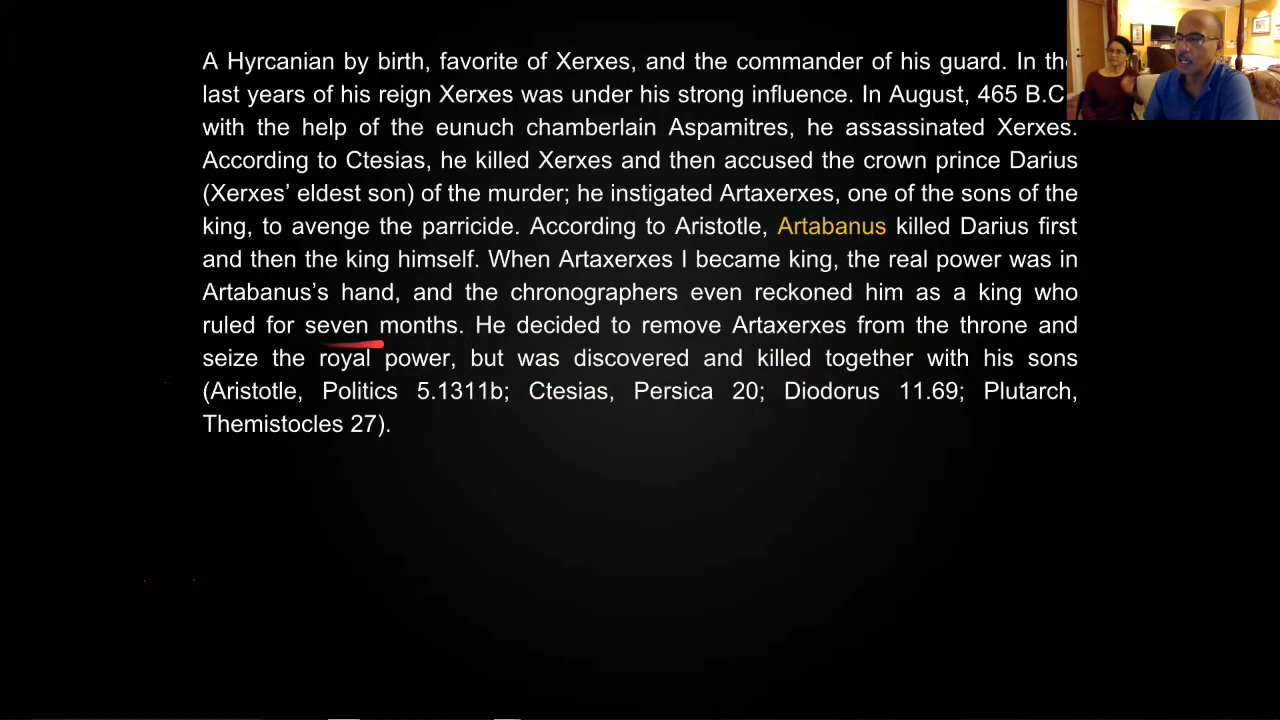 A Hyrcanian by birth, favorite of Xerxes, and the commander of his guard. In the
last years of his reign Xerxes was under his strong influence. In August, 465 B.C
with the help of the eunuch chamberlain Aspamitres, he assassinated Xerxes.
According to Ctesias, he killed Xerxes and then accused the crown prince Darius
(Xerxes’ eldest son) of the murder; he instigated Artaxerxes, one of the sons of the
king, to avenge the parricide. According to Aristotle, Artabanus killed Darius first
and then the king himself. When Artaxerxes I became king, the real power was in
Artabanus’s hand, and the chronographers even reckoned him as a king who
ruled for seven months. He decided to remove Artaxerxes from the throne and
seize the royal power, but was discovered and killed together with his sons
(Aristotle, Politics 5.1311b; Ctesias, Persica 20; Diodorus 11.69; Plutarch,
Themistocles 27).